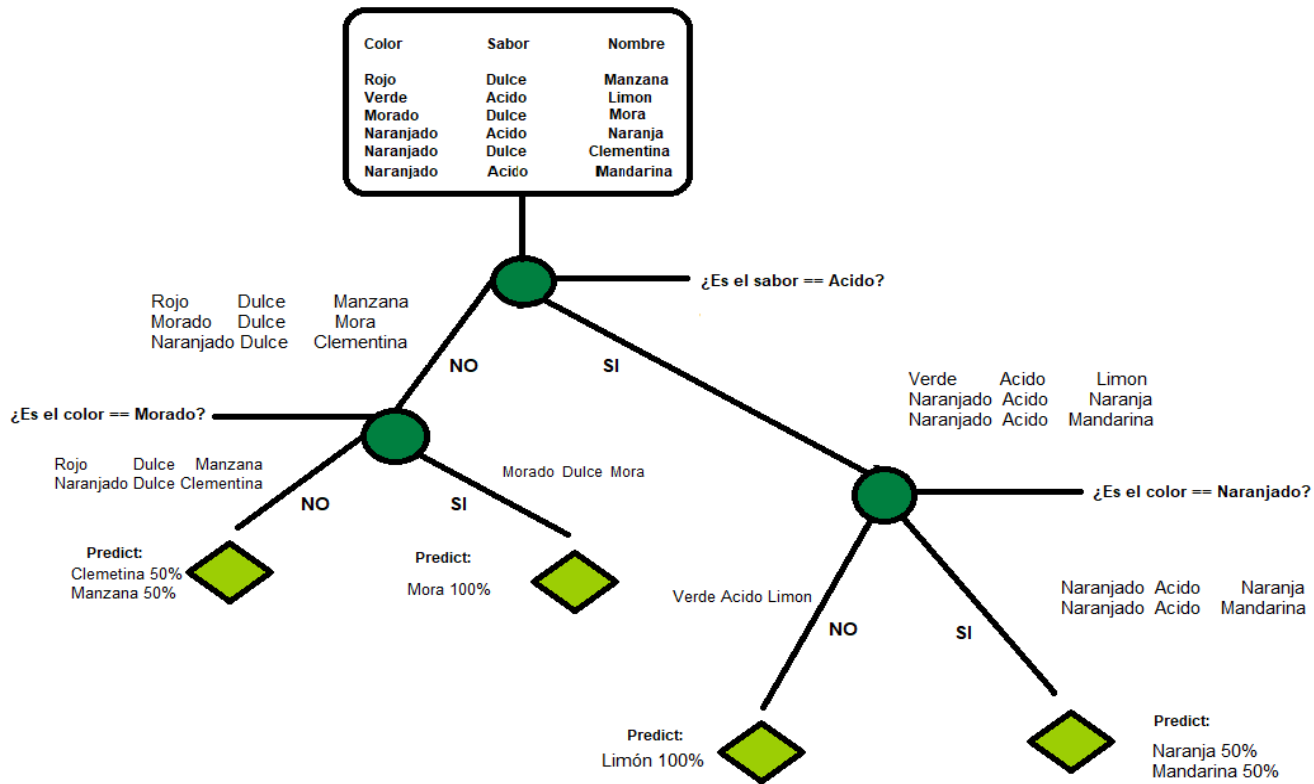 Color Sabor Nombre
Rojo Dulce Manzana
Verde Acido Limon
Morado Dulce Mora
Naranjado Acido Naranja
Naranjado Dulce Clementina
Naranjado Acido Mandarina
¿Es el sabor == Acido?
Rojo Dulce Manzana
Morado Dulce Mora
Naranjado Dulce Clementina
NO
SI
Verde Acido Limon
Naranjado Acido Naranja
Naranjado Acido Mandarina
¿Es el color == Morado?
Rojo Dulce Manzana
Naranjado Dulce Clementina
Morado Dulce Mora
NO
SI
¿Es el color == Naranjado?
Predict:
Clemetina 50%
Manzana 50%
Predict:
Mora 100%
Verde Acido Limon
Naranjado Acido Naranja
Naranjado Acido Mandarina
NO
SI
Predict:
Limón 100%
Predict:
Naranja 50%
Mandarina 50%